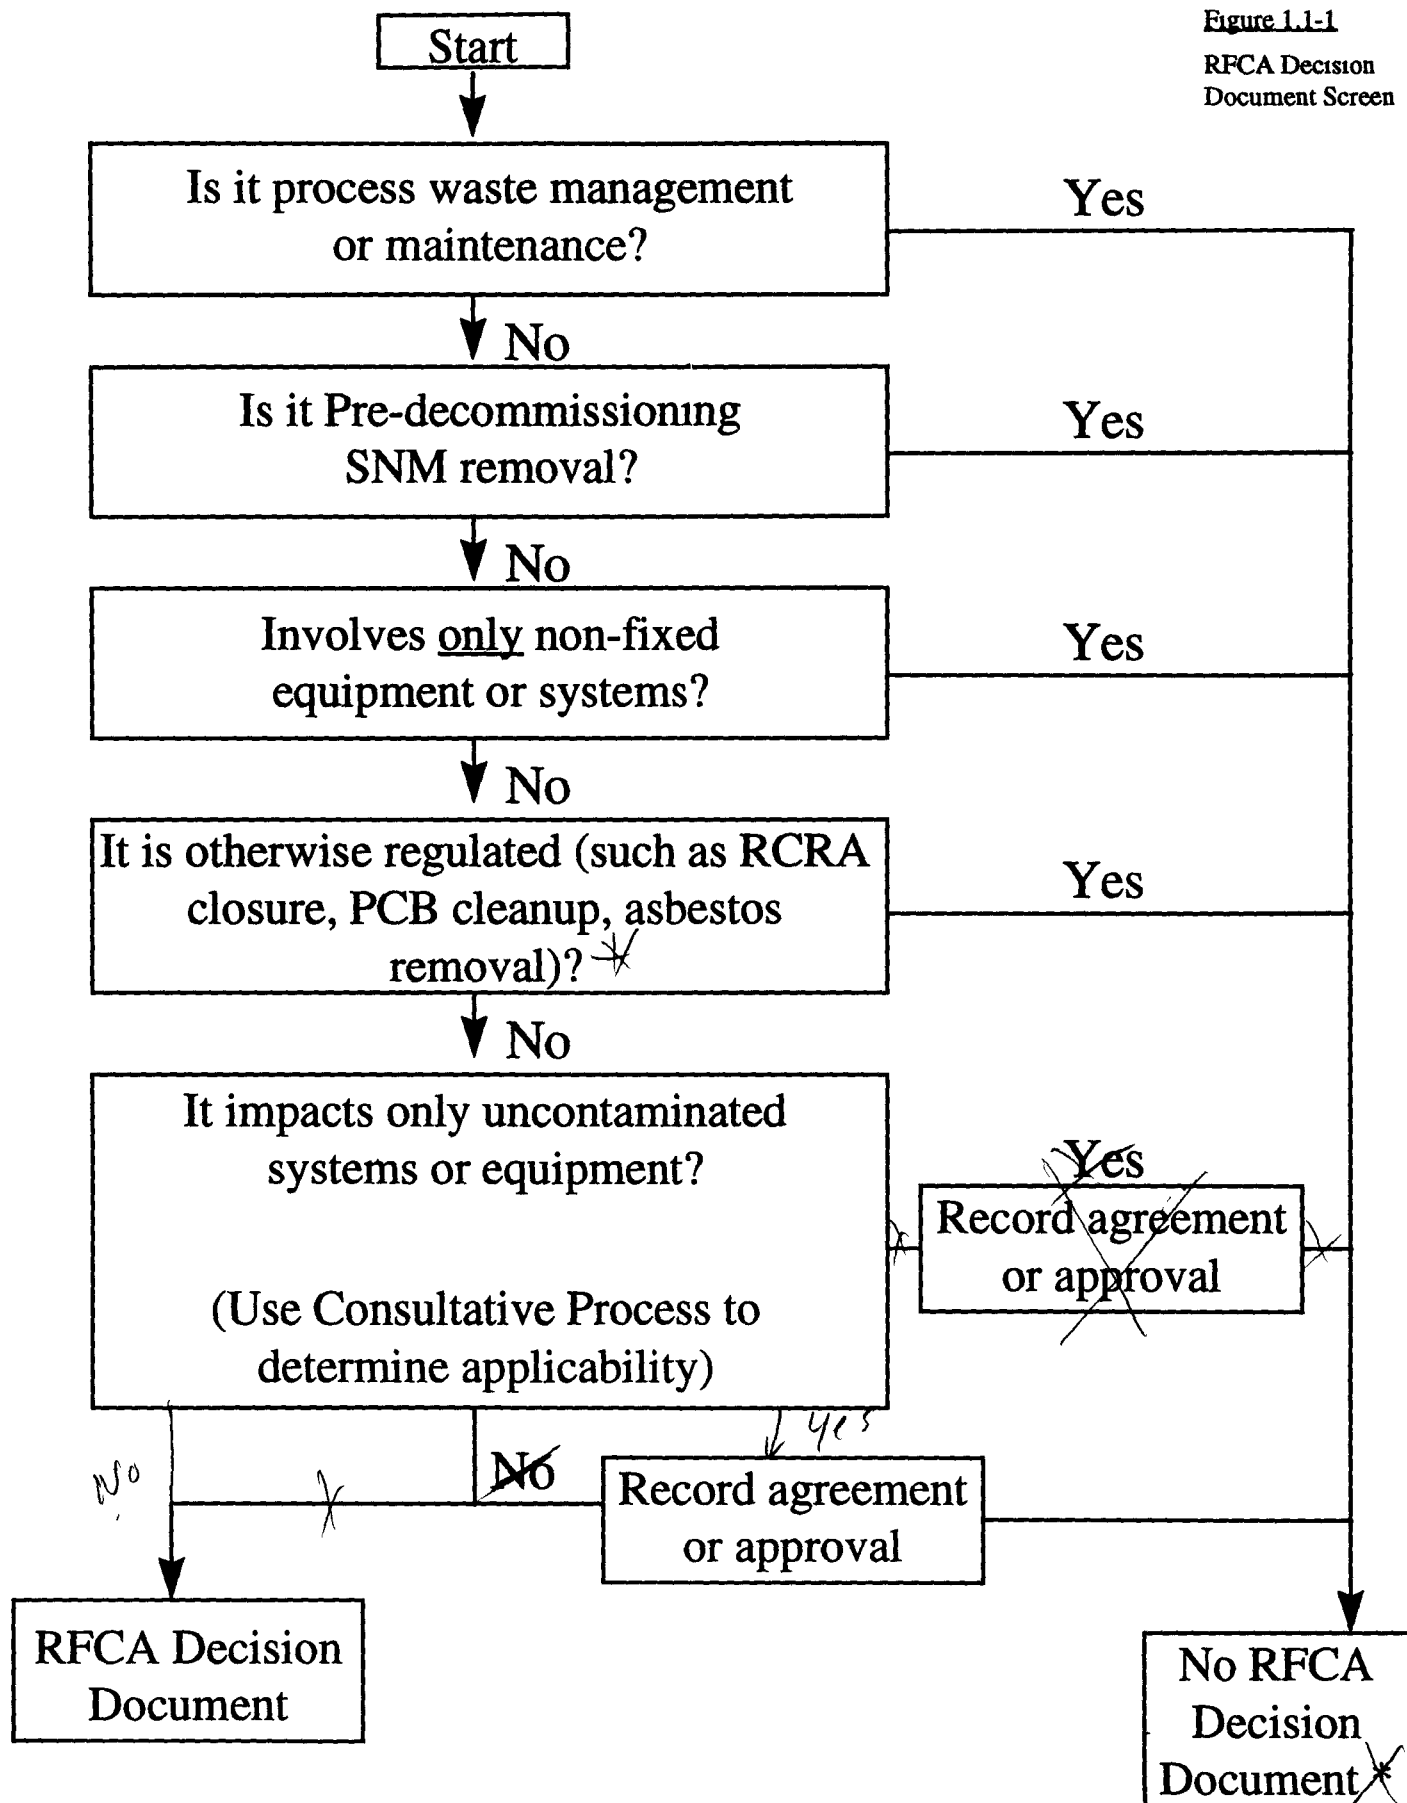 Figure 1.1-1
RFCA Decision
Document Screen
Start
Is it process waste management
or maintenance?
Yes
No
Is it Pre-decommissioning
SNM removal?
Yes
No
Involves only non-fixed
equipment or systems?
Yes
No
It is otherwise regulated (such as RCRA
closure, PCB cleanup, asbestos
removal)? *
Yes
No
It impacts only uncontaminated
systems or equipment?
(Use Consultative Process to
determine applicability)
Yes
Record agreement
or approval
No
No
yes
Record agreement
or approval
RFCA Decision
Document
No RFCA
Decision
Document *